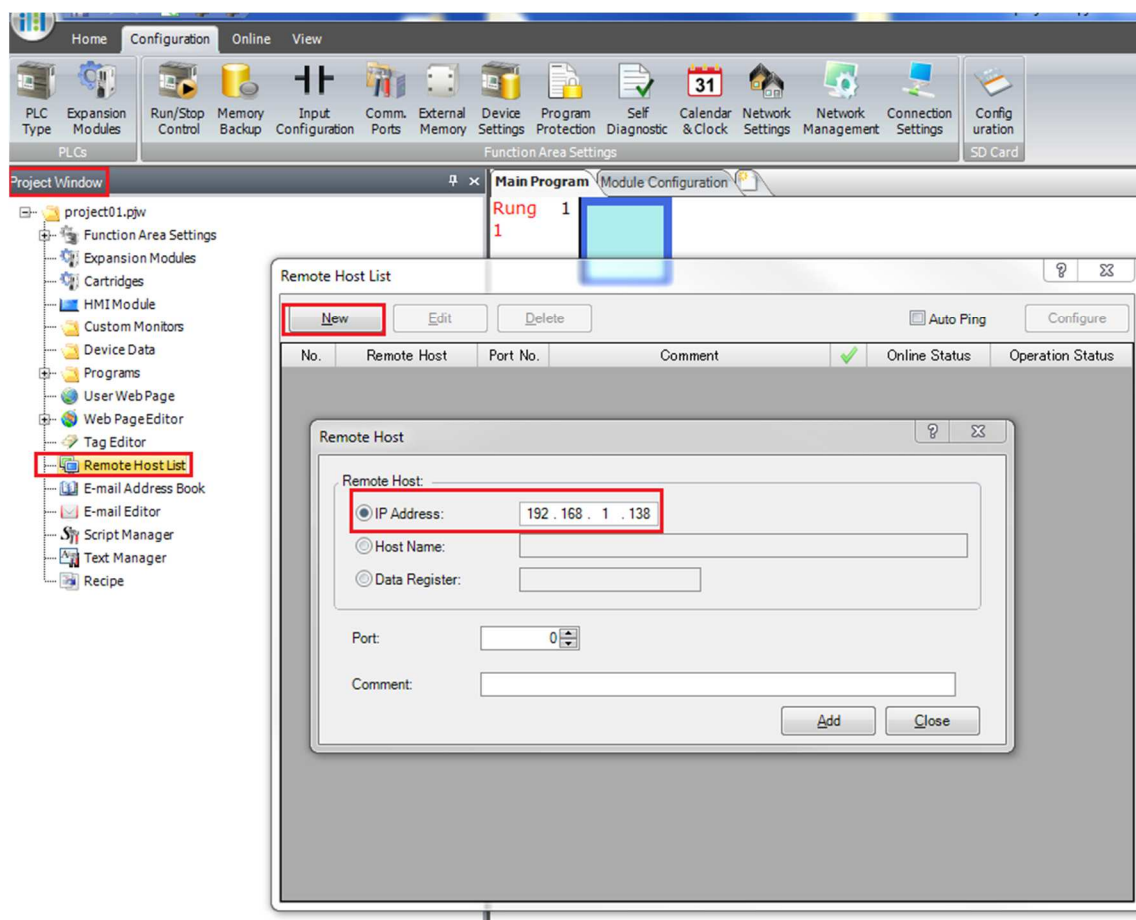 Home Configuration Online View
PLC Type Expansion Modules Run/Stop Control Memory Backup Input Configuration Comm. Ports External Memory Device Settings Program Protection Self Diagnostic 31 Calendar & Clock Network Settings Network Management Connection Settings Config uration
PLCs Function Area Settings SD Card
Project Window Main Program Module Configuration
Rung 1
1
project01.pjw
Function Area Settings
Expansion Modules
Cartridges
HMI Module
Custom Monitors
Device Data
Programs
User Web Page
Web Page Editor
Tag Editor
Remote Host List
E-mail Address Book
E-mail Editor
Script Manager
Text Manager
Recipe
Remote Host List
New Edit Delete Auto Ping Configure
No. Remote Host Port No. Comment Online Status Operation Status
Remote Host
Remote Host:
IP Address: 192 . 168 . 1 . 138
Host Name:
Data Register:
Port: 0
Comment:
Add Close